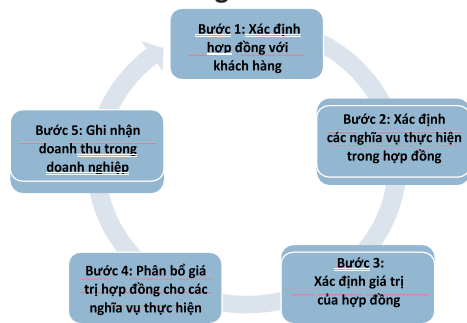 Bước 1: Xác định
hợp đồng với
khách hàng
Bước 2: Xác định
các nghĩa vụ thực hiện
trong hợp đồng
Bước 3:
Xác định giá trị
của hợp đồng
Bước 4: Phân bổ giá
trị hợp đồng cho các
nghĩa vụ thực hiện
Bước 5: Ghi nhận
doanh thu trong
doanh nghiệp